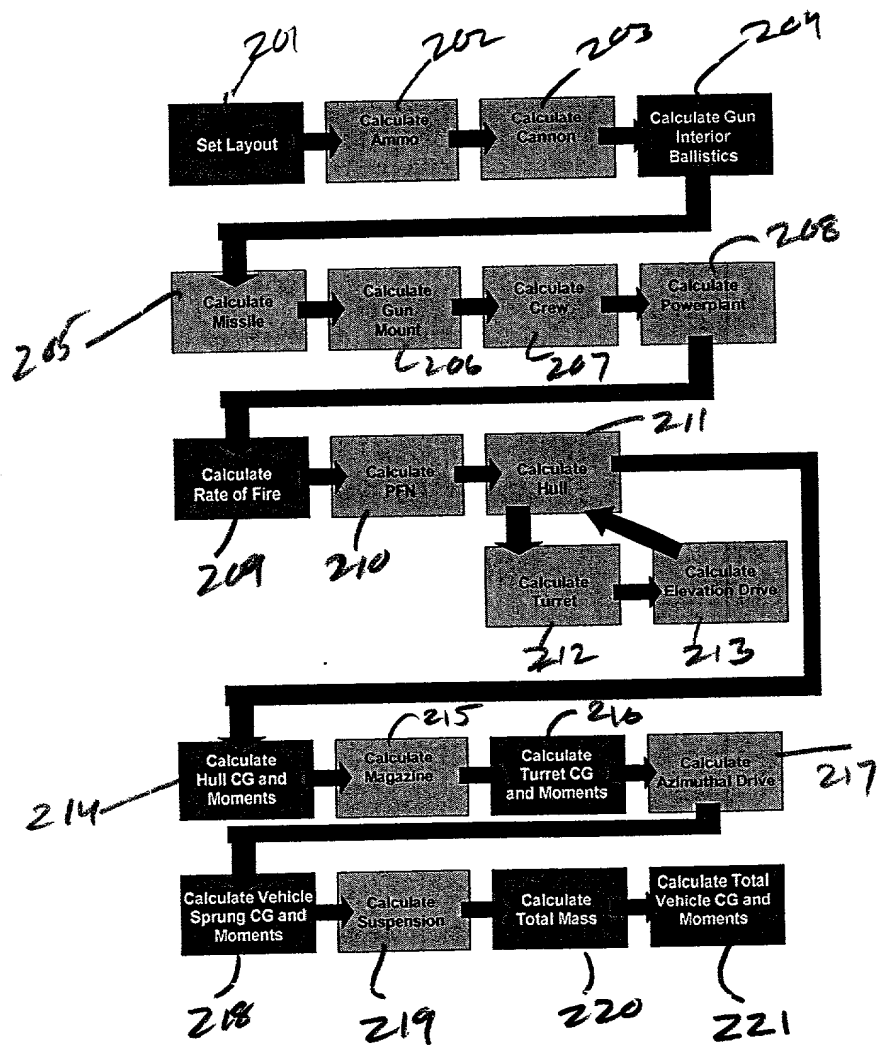 201
202
203
204
Set Layout
Calculate
Ammo
Calculate
Cannon
Calculate Gun
Interior
Ballistics
208
Calculate
Missile
Calculate
Gun
Mount
Calculate
Crew
Calculate
Powerplant
205
206
207
211
Calculate
Rate of Fire
Calculate
PFN
Calculate
Hull
209
210
Calculate
Turret
Calculate
Elevation Drive
212
213
215
216
Calculate
Hull CG and
Moments
Calculate
Magazine
Calculate
Turret CG
and Moments
Calculate
Azimuthal Drive
214
217
Calculate Vehicle
Sprung CG and
Moments
Calculate
Suspension
Calculate
Total Mass
Calculate Total
Vehicle CG and
Moments
218
219
220
221